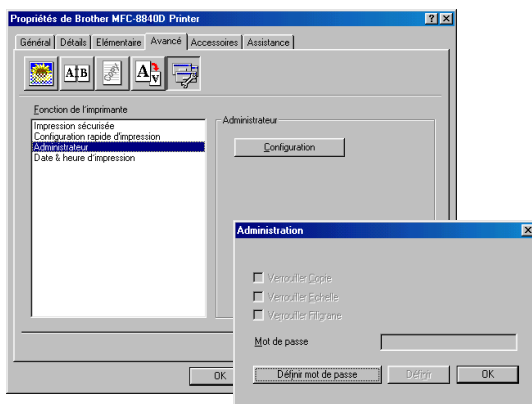 Propriétés de Brother MFC-8840D Printer
Général Détails Elémentaire Avancé Accessoires Assistance
A B A V
Fonction de l'imprimante
Impression sécurisée
Configuration rapide d'impression
Administrateur
Date & heure d'impression
Administrateur
Configuration
OK
Administration
Verrouiller Copie
Verrouiller Echelle
Verrouiller Filigrane
Mot de passe
Définir mot de passe Définir OK